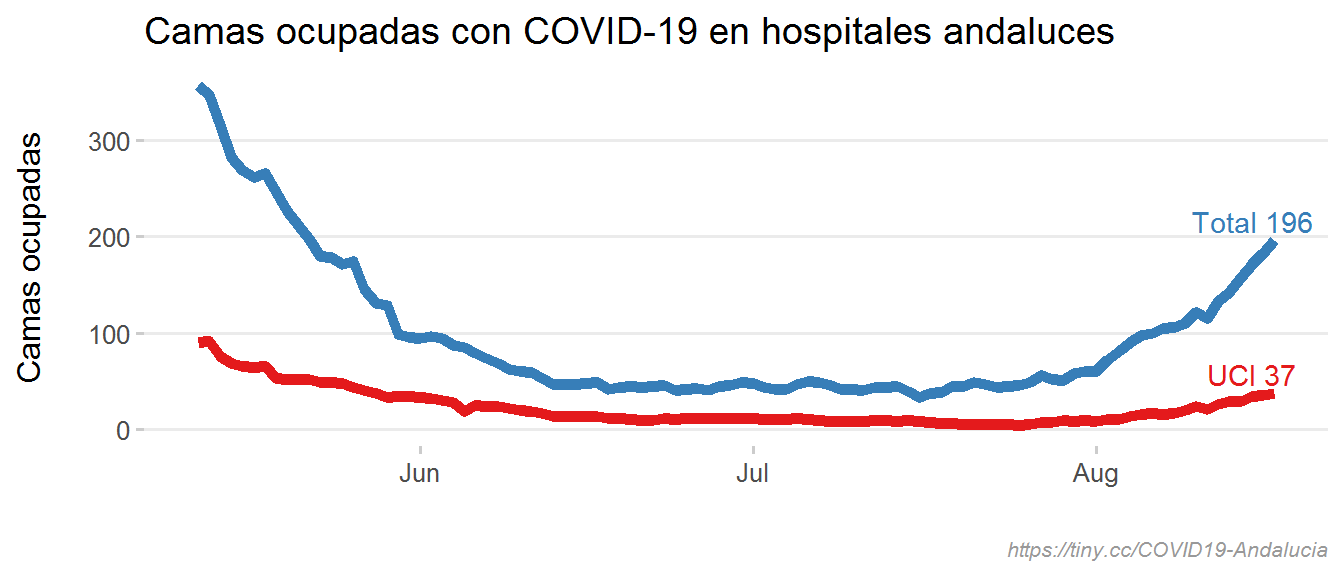 Camas ocupadas con COVID-19 en hospitales andaluces
Camas ocupadas
300
200
100
0
Total 196
UCI 37
Jun
Jul
Aug
https://tiny.cc/COVID19-Andalucia